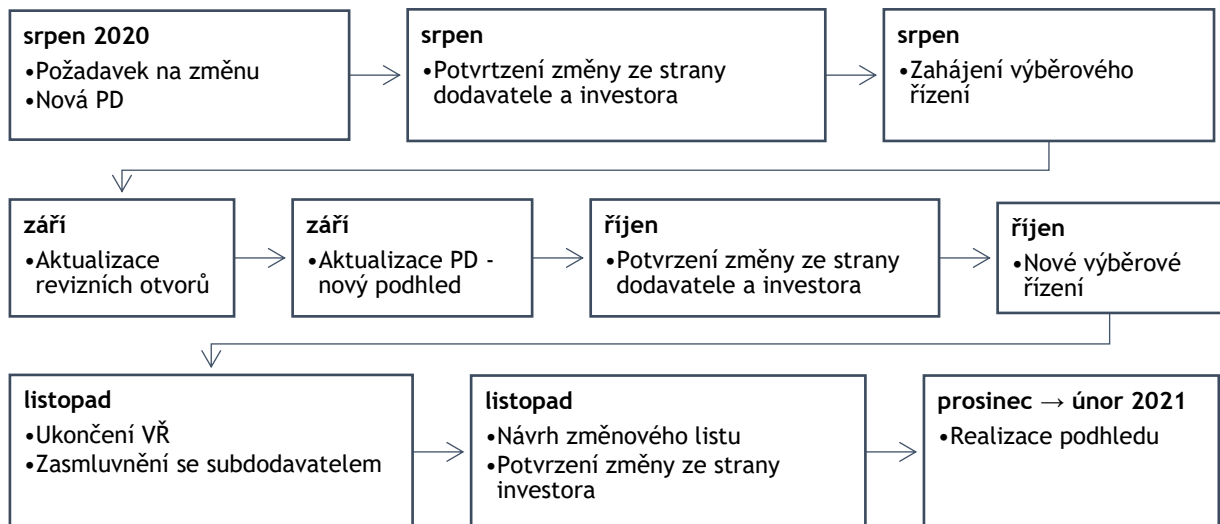 srpen 2020
•Požadavek na změnu
•Nová PD
srpen
•Potvrtzení změny ze strany
dodavatele a investora
srpen
•Zahájení výběrového
řízení
září
•Aktualizace
revizních otvorů
září
•Aktualizace PD -
nový podhled
říjen
•Potvrzení změny ze strany
dodavatele a investora
říjen
•Nové výběrové
řízení
listopad
•Ukončení VŘ
•Zasmluvnění se subdodavatelem
listopad
•Návrh změnového listu
•Potvrzení změny ze strany
investora
prosinec → únor 2021
•Realizace podhledu